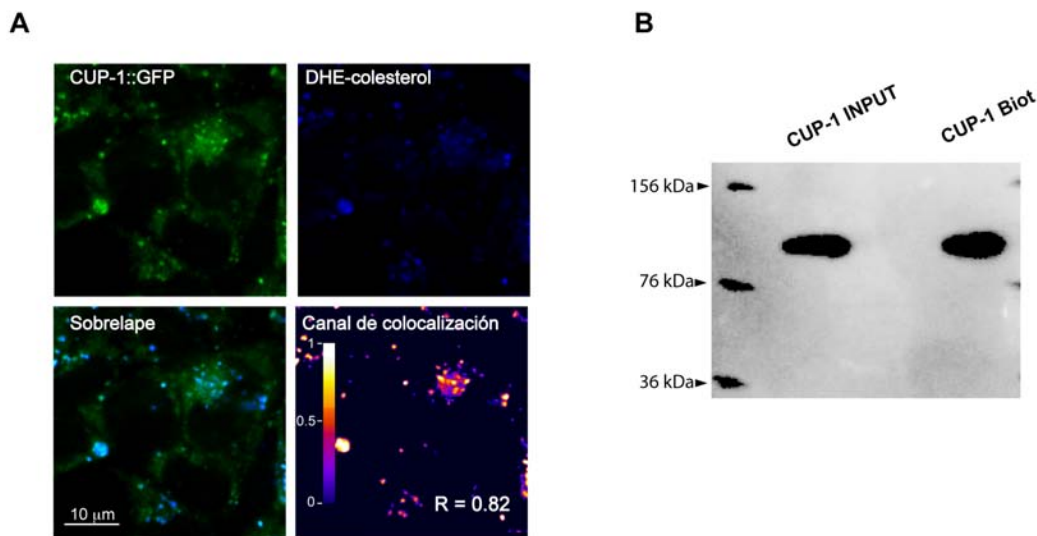 A
CUP-1::GFP
DHE-colesterol
Sobrelape
10 μm
Canal de colocalización
1
0.5
0
R = 0.82
B
CUP-1 INPUT
CUP-1 Biot
156 kDa
76 kDa
36 kDa